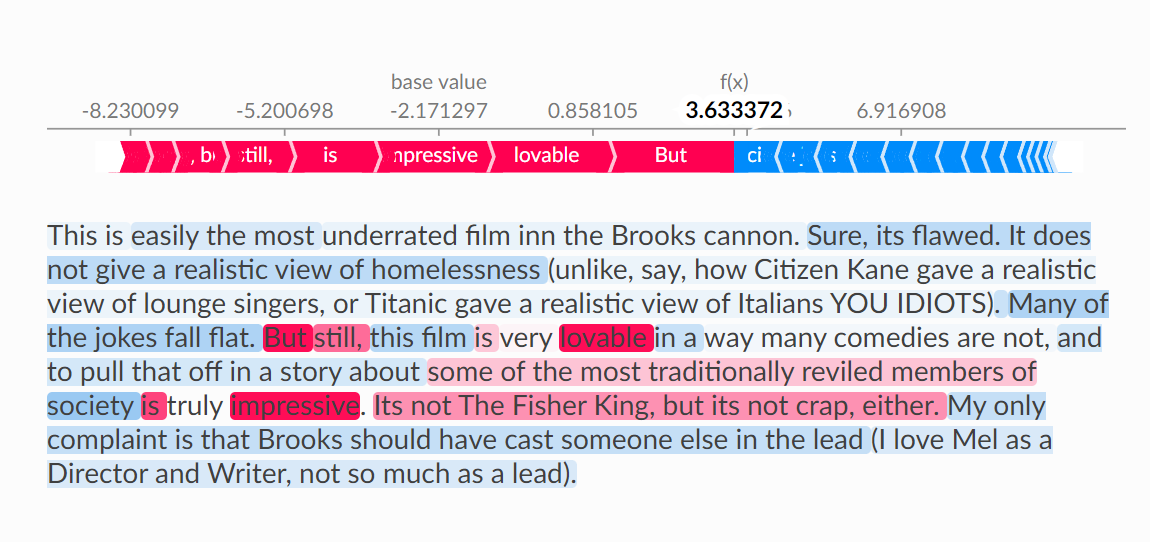 base value f(x)
-8.230099 -5.200698 -2.171297 0.858105 3.633372 6.916908
still, is mpressive lovable But ci s
This is easily the most underrated film inn the Brooks cannon. Sure, its flawed. It does
not give a realistic view of homelessness (unlike, say, how Citizen Kane gave a realistic
view of lounge singers, or Titanic gave a realistic view of Italians YOU IDIOTS). Many of
the jokes fall flat. But still, this film is very lovable in a way many comedies are not, and
to pull that off in a story about some of the most traditionally reviled members of
society is truly impressive. Its not The Fisher King, but its not crap, either. My only
complaint is that Brooks should have cast someone else in the lead (I love Mel as a
Director and Writer, not so much as a lead).